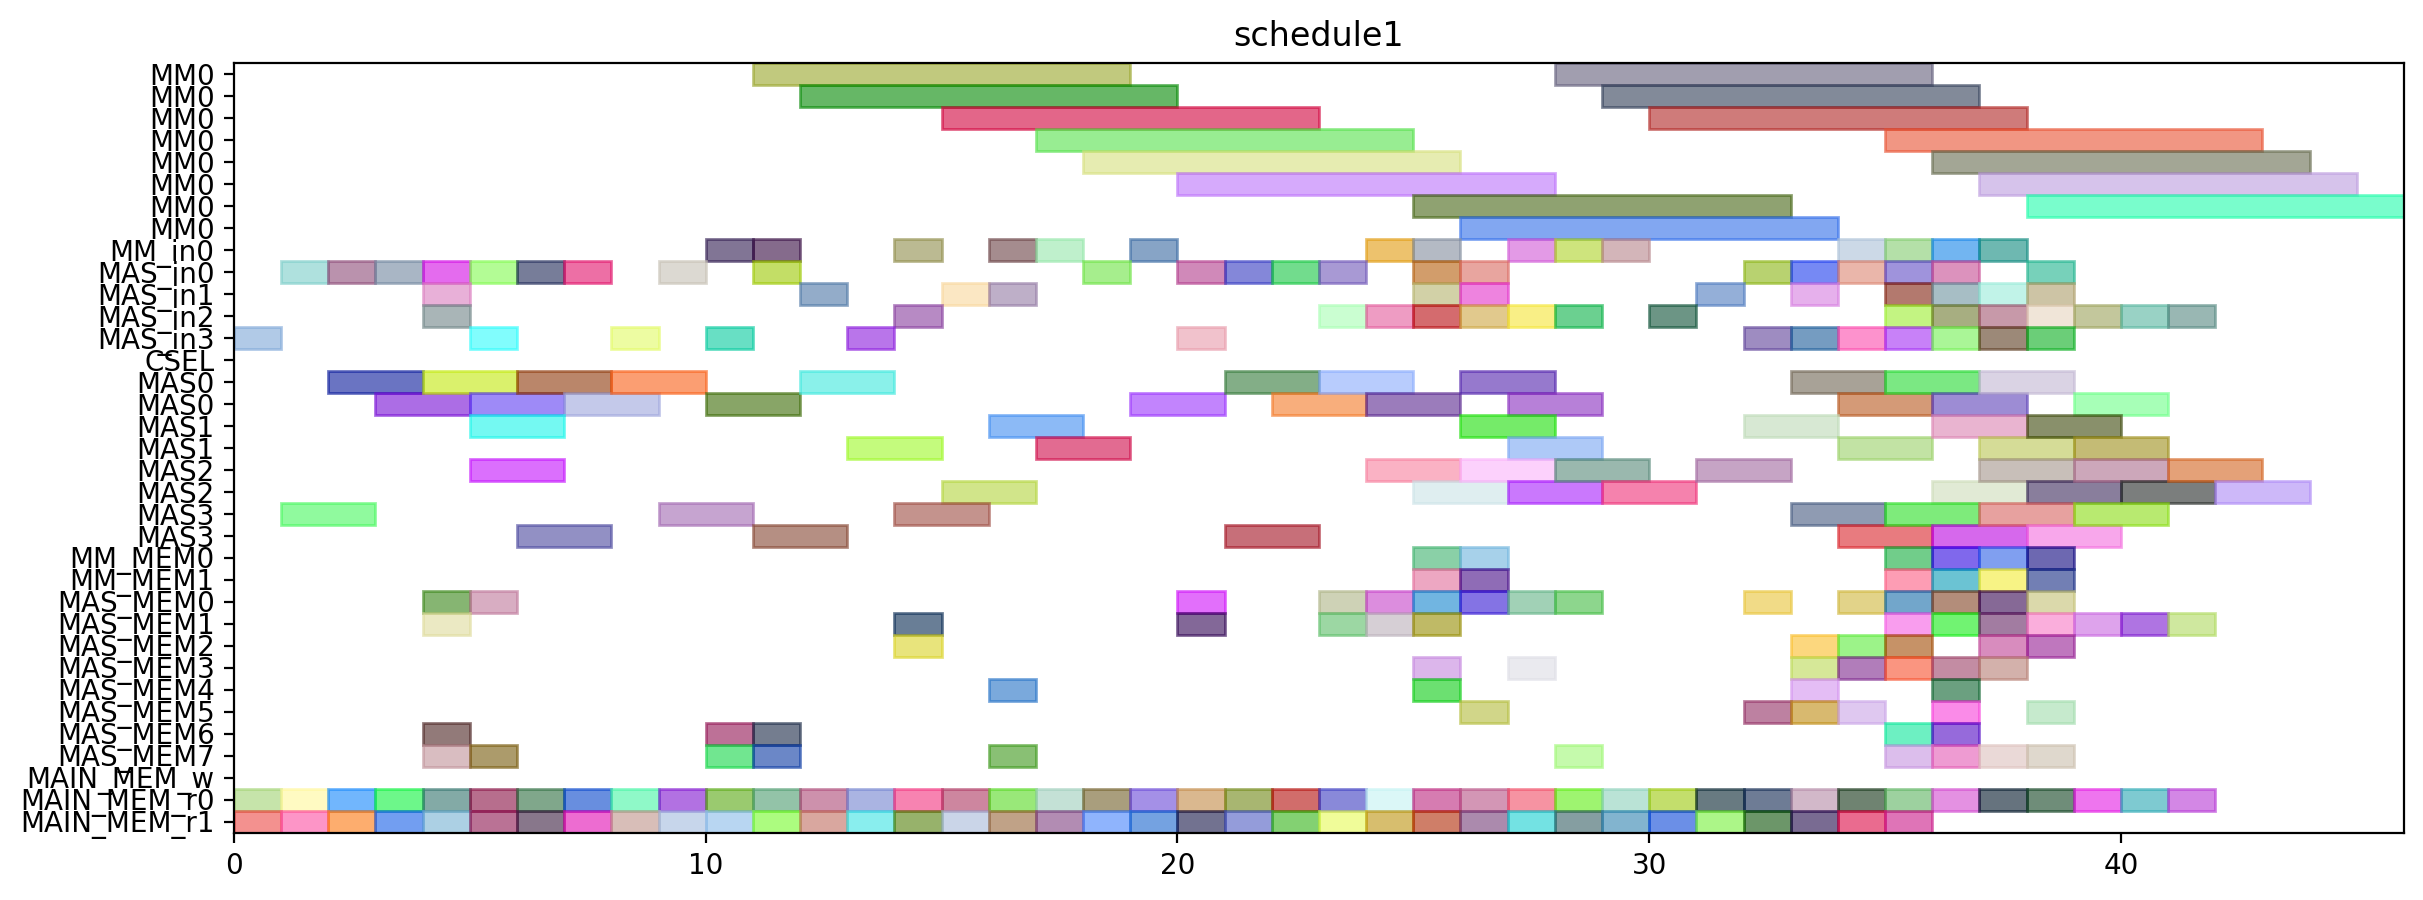 schedule1
MM0
MM0
MM0
MM0
MM0
MM0
MM0
MM0
MM_in0
MAS_in0
MAS_in1
MAS_in2
MAS_in3
CSEL
MAS0
MAS0
MAS1
MAS1
MAS2
MAS2
MAS3
MAS3
MM_MEM0
MM_MEM1
MAS_MEM0
MAS_MEM1
MAS_MEM2
MAS_MEM3
MAS_MEM4
MAS_MEM5
MAS_MEM6
MAS_MEM7
MAIN_MEM_w
MAIN_MEM_r0
MAIN_MEM_r1
0 10 20 30 40